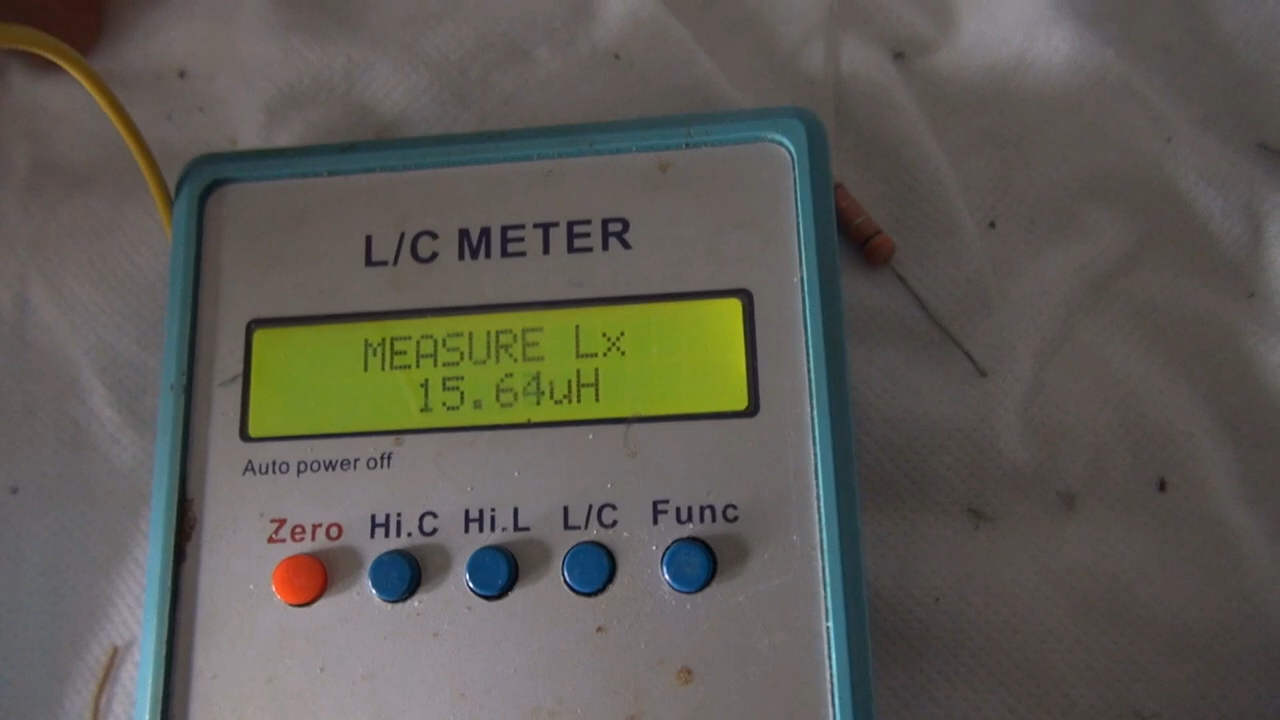 L/C METER
MEASURE Lx
15.64uH
Auto power off
Zero Hi.C Hi.L L/C Func